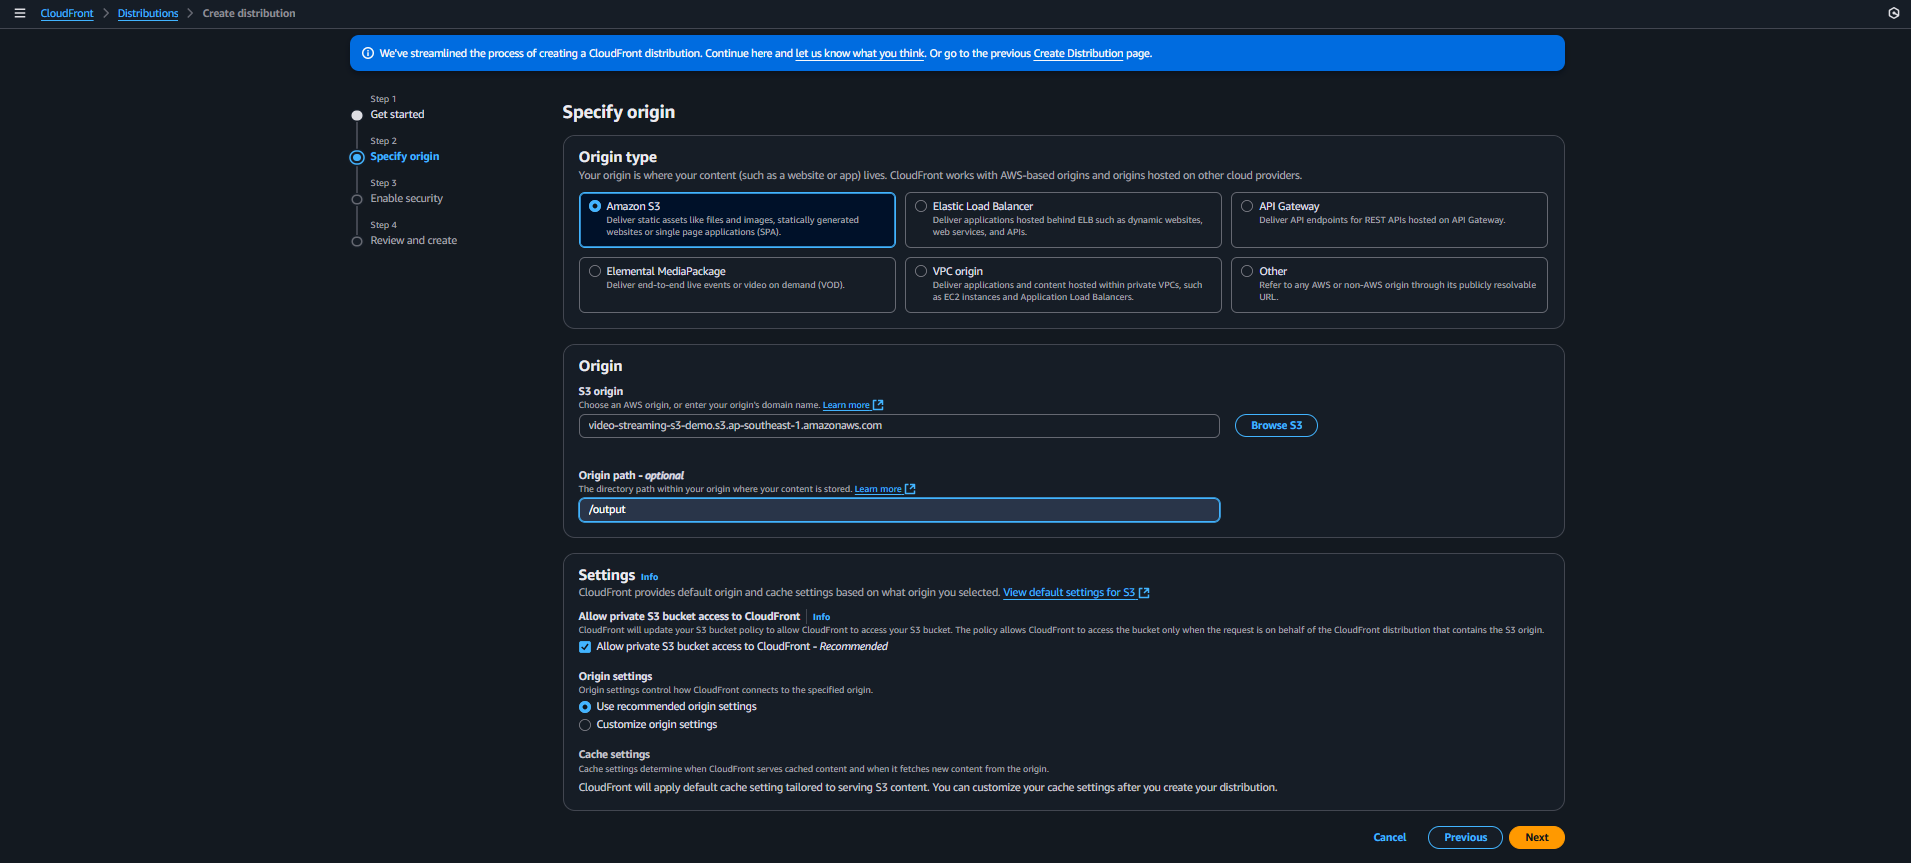 CloudFront > Distributions > Create distribution
We've streamlined the process of creating a CloudFront distribution. Continue here and let us know what you think. Or go to the previous Create Distribution page.
Step 1
Get started
Step 2
Specify origin
Step 3
Enable security
Step 4
Review and create
Specify origin
Origin type
Your origin is where your content (such as a website or app) lives. CloudFront works with AWS-based origins and origins hosted on other cloud providers.
Amazon S3
Deliver static assets like files and images, statically generated
websites or single page applications (SPA).
Elastic Load Balancer
Deliver applications hosted behind ELB such as dynamic websites,
web services, and APIs.
API Gateway
Deliver API endpoints for REST APIs hosted on API Gateway.
Elemental MediaPackage
Deliver end-to-end live events or video on demand (VOD).
VPC origin
Deliver applications and content hosted within private VPCs, such
as EC2 instances and Application Load Balancers.
Other
Refer to any AWS or non-AWS origin through its publicly resolvable
URL.
Origin
S3 origin
Choose an AWS origin, or enter your origin's domain name. Learn more
video-streaming-s3-demo.s3.ap-southeast-1.amazonaws.com
Browse S3
Origin path - optional
The directory path within your origin where your content is stored. Learn more
/output
Settings Info
CloudFront provides default origin and cache settings based on what origin you selected. View default settings for S3
Allow private S3 bucket access to CloudFront | Info
CloudFront will update your S3 bucket policy to allow CloudFront to access your S3 bucket. The policy allows CloudFront to access the bucket only when the request is on behalf of the CloudFront distribution that contains the S3 origin.
Allow private S3 bucket access to CloudFront - Recommended
Origin settings
Origin settings control how CloudFront connects to the specified origin.
Use recommended origin settings
Customize origin settings
Cache settings
Cache settings determine when CloudFront serves cached content and when it fetches new content from the origin.
CloudFront will apply default cache setting tailored to serving S3 content. You can customize your cache settings after you create your distribution.
Cancel
Previous
Next